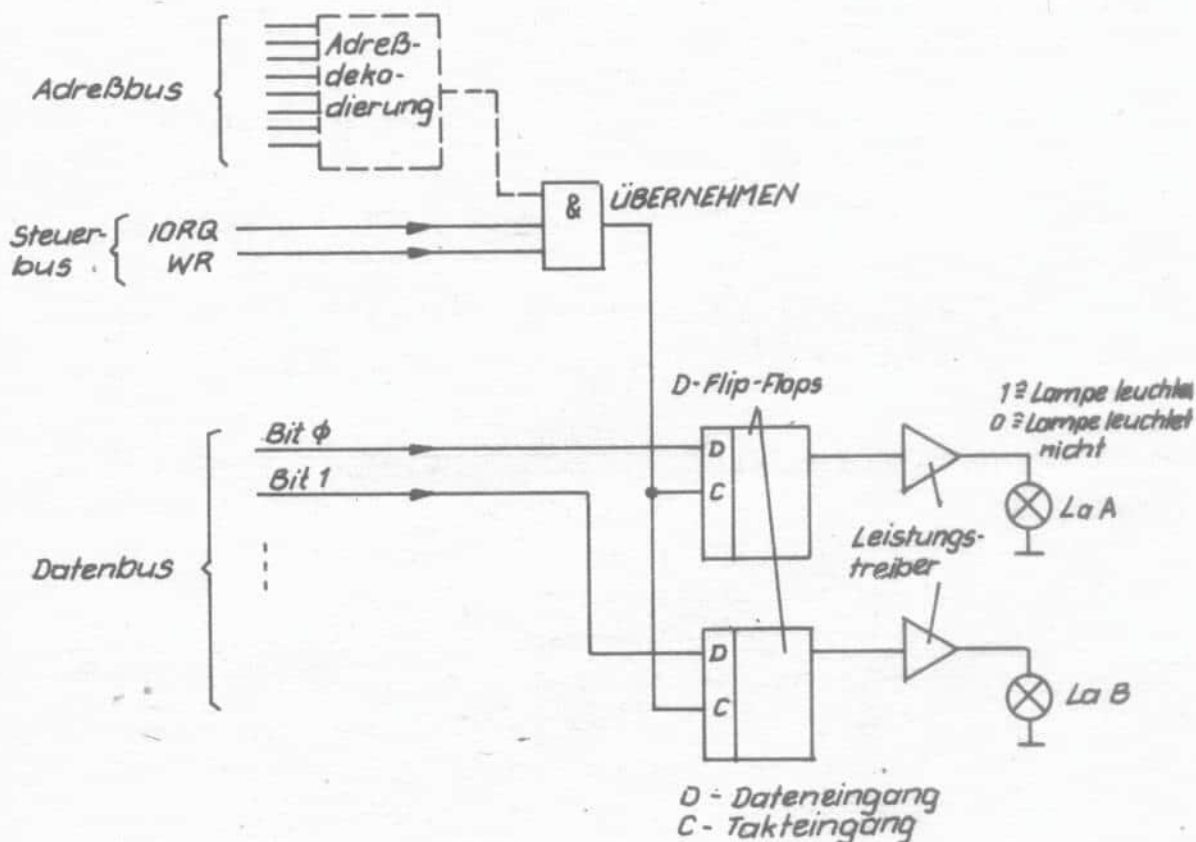 Adreß-
deko-
dierung
Adreßbus
& ÜBERNEHMEN
Steuer-
bus
IORQ
WR
D-Flip-Flops
1 ≙ Lampe leuchtet
0 ≙ Lampe leuchtet
nicht
Bit φ
D
Bit 1
C
La A
Leistungs-
treiber
Datenbus
D
C
La B
D - Dateneingang
C - Takteingang